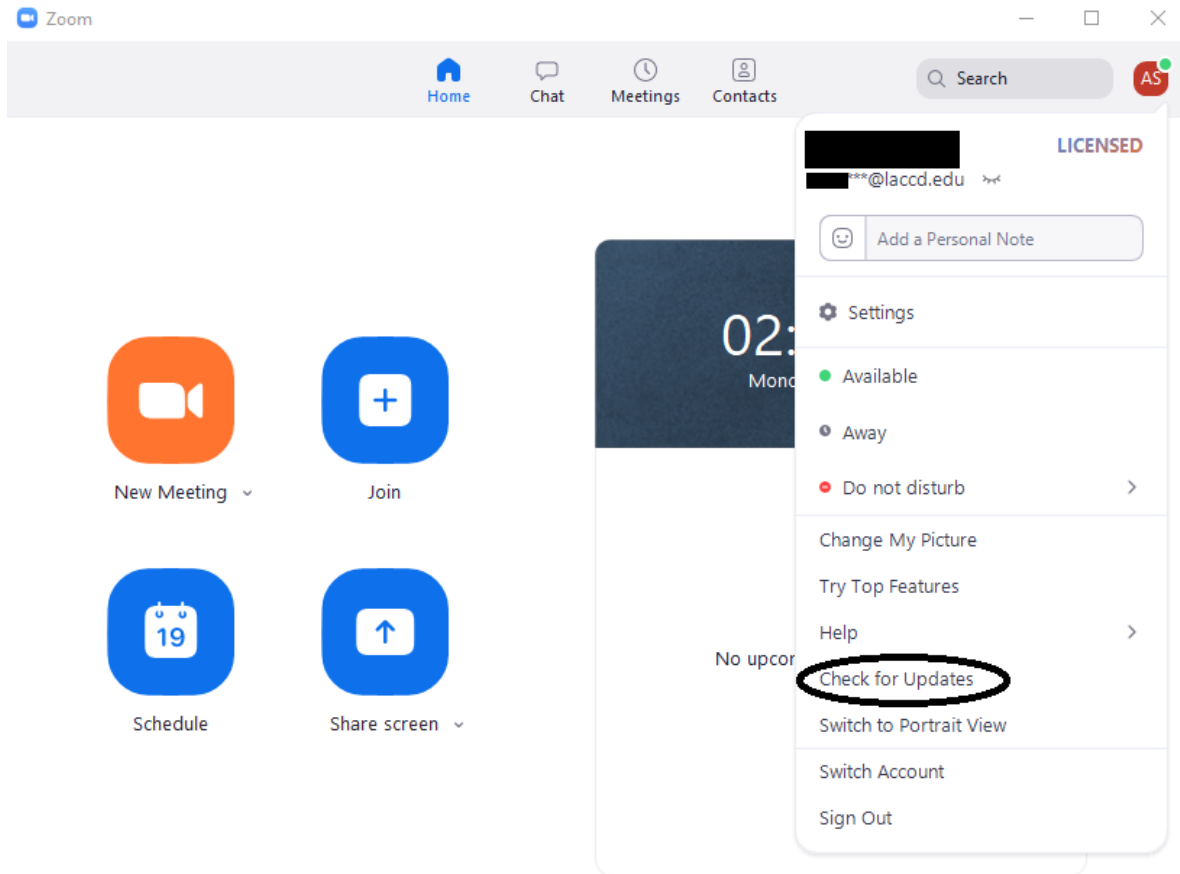 Zoom
Home
Chat
Meetings
Contacts
Search
AS
LICENSED
***@laccd.edu
Add a Personal Note
Settings
02:
Available
Away
Do not disturb
New Meeting
Join
Change My Picture
Try Top Features
19
Help
No
Check for Updates
Schedule
Share screen
Switch to Portrait View
Switch Account
Sign Out